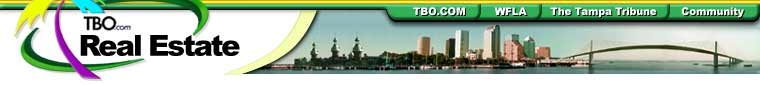 TBO.com
Real Estate
TBO.COM WFLA The Tampa Tribune Community